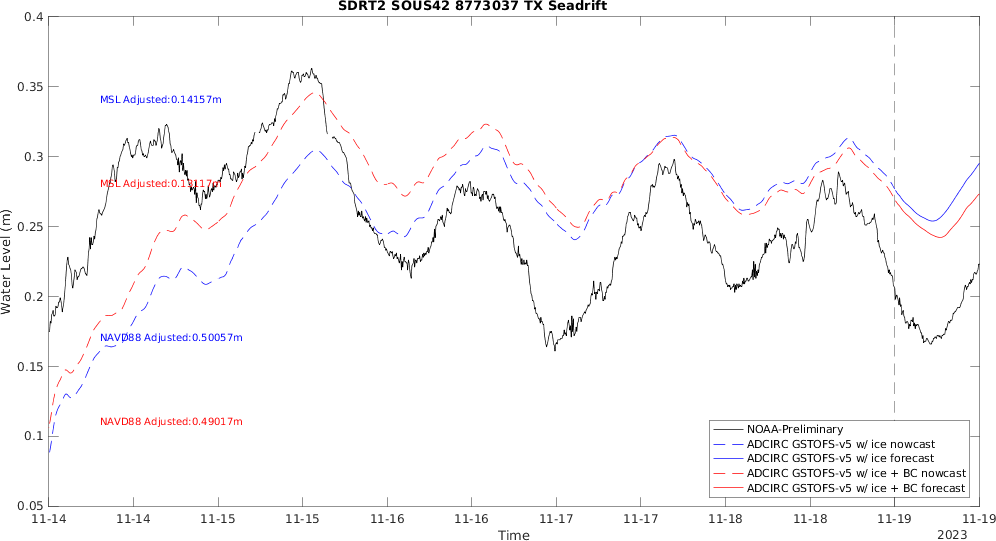 SDRT2 SOUS42 8773037 TX Seadrift
0.4
0.35
0.3
0.25
0.2
0.15
0.1
0.05
Water Level (m)
MSL Adjusted:0.14157m
MSL Adjusted:0.13117m
NAVD88 Adjusted:0.50057m
NAVD88 Adjusted:0.49017m
NOAA-Preliminary
ADCIRC GSTOFS-v5 w/ ice nowcast
ADCIRC GSTOFS-v5 w/ ice forecast
ADCIRC GSTOFS-v5 w/ ice + BC nowcast
ADCIRC GSTOFS-v5 w/ ice + BC forecast
11-14 11-14 11-15 11-15 11-16 11-16 11-17 11-17 11-18 11-18 11-19 11-19
Time
2023